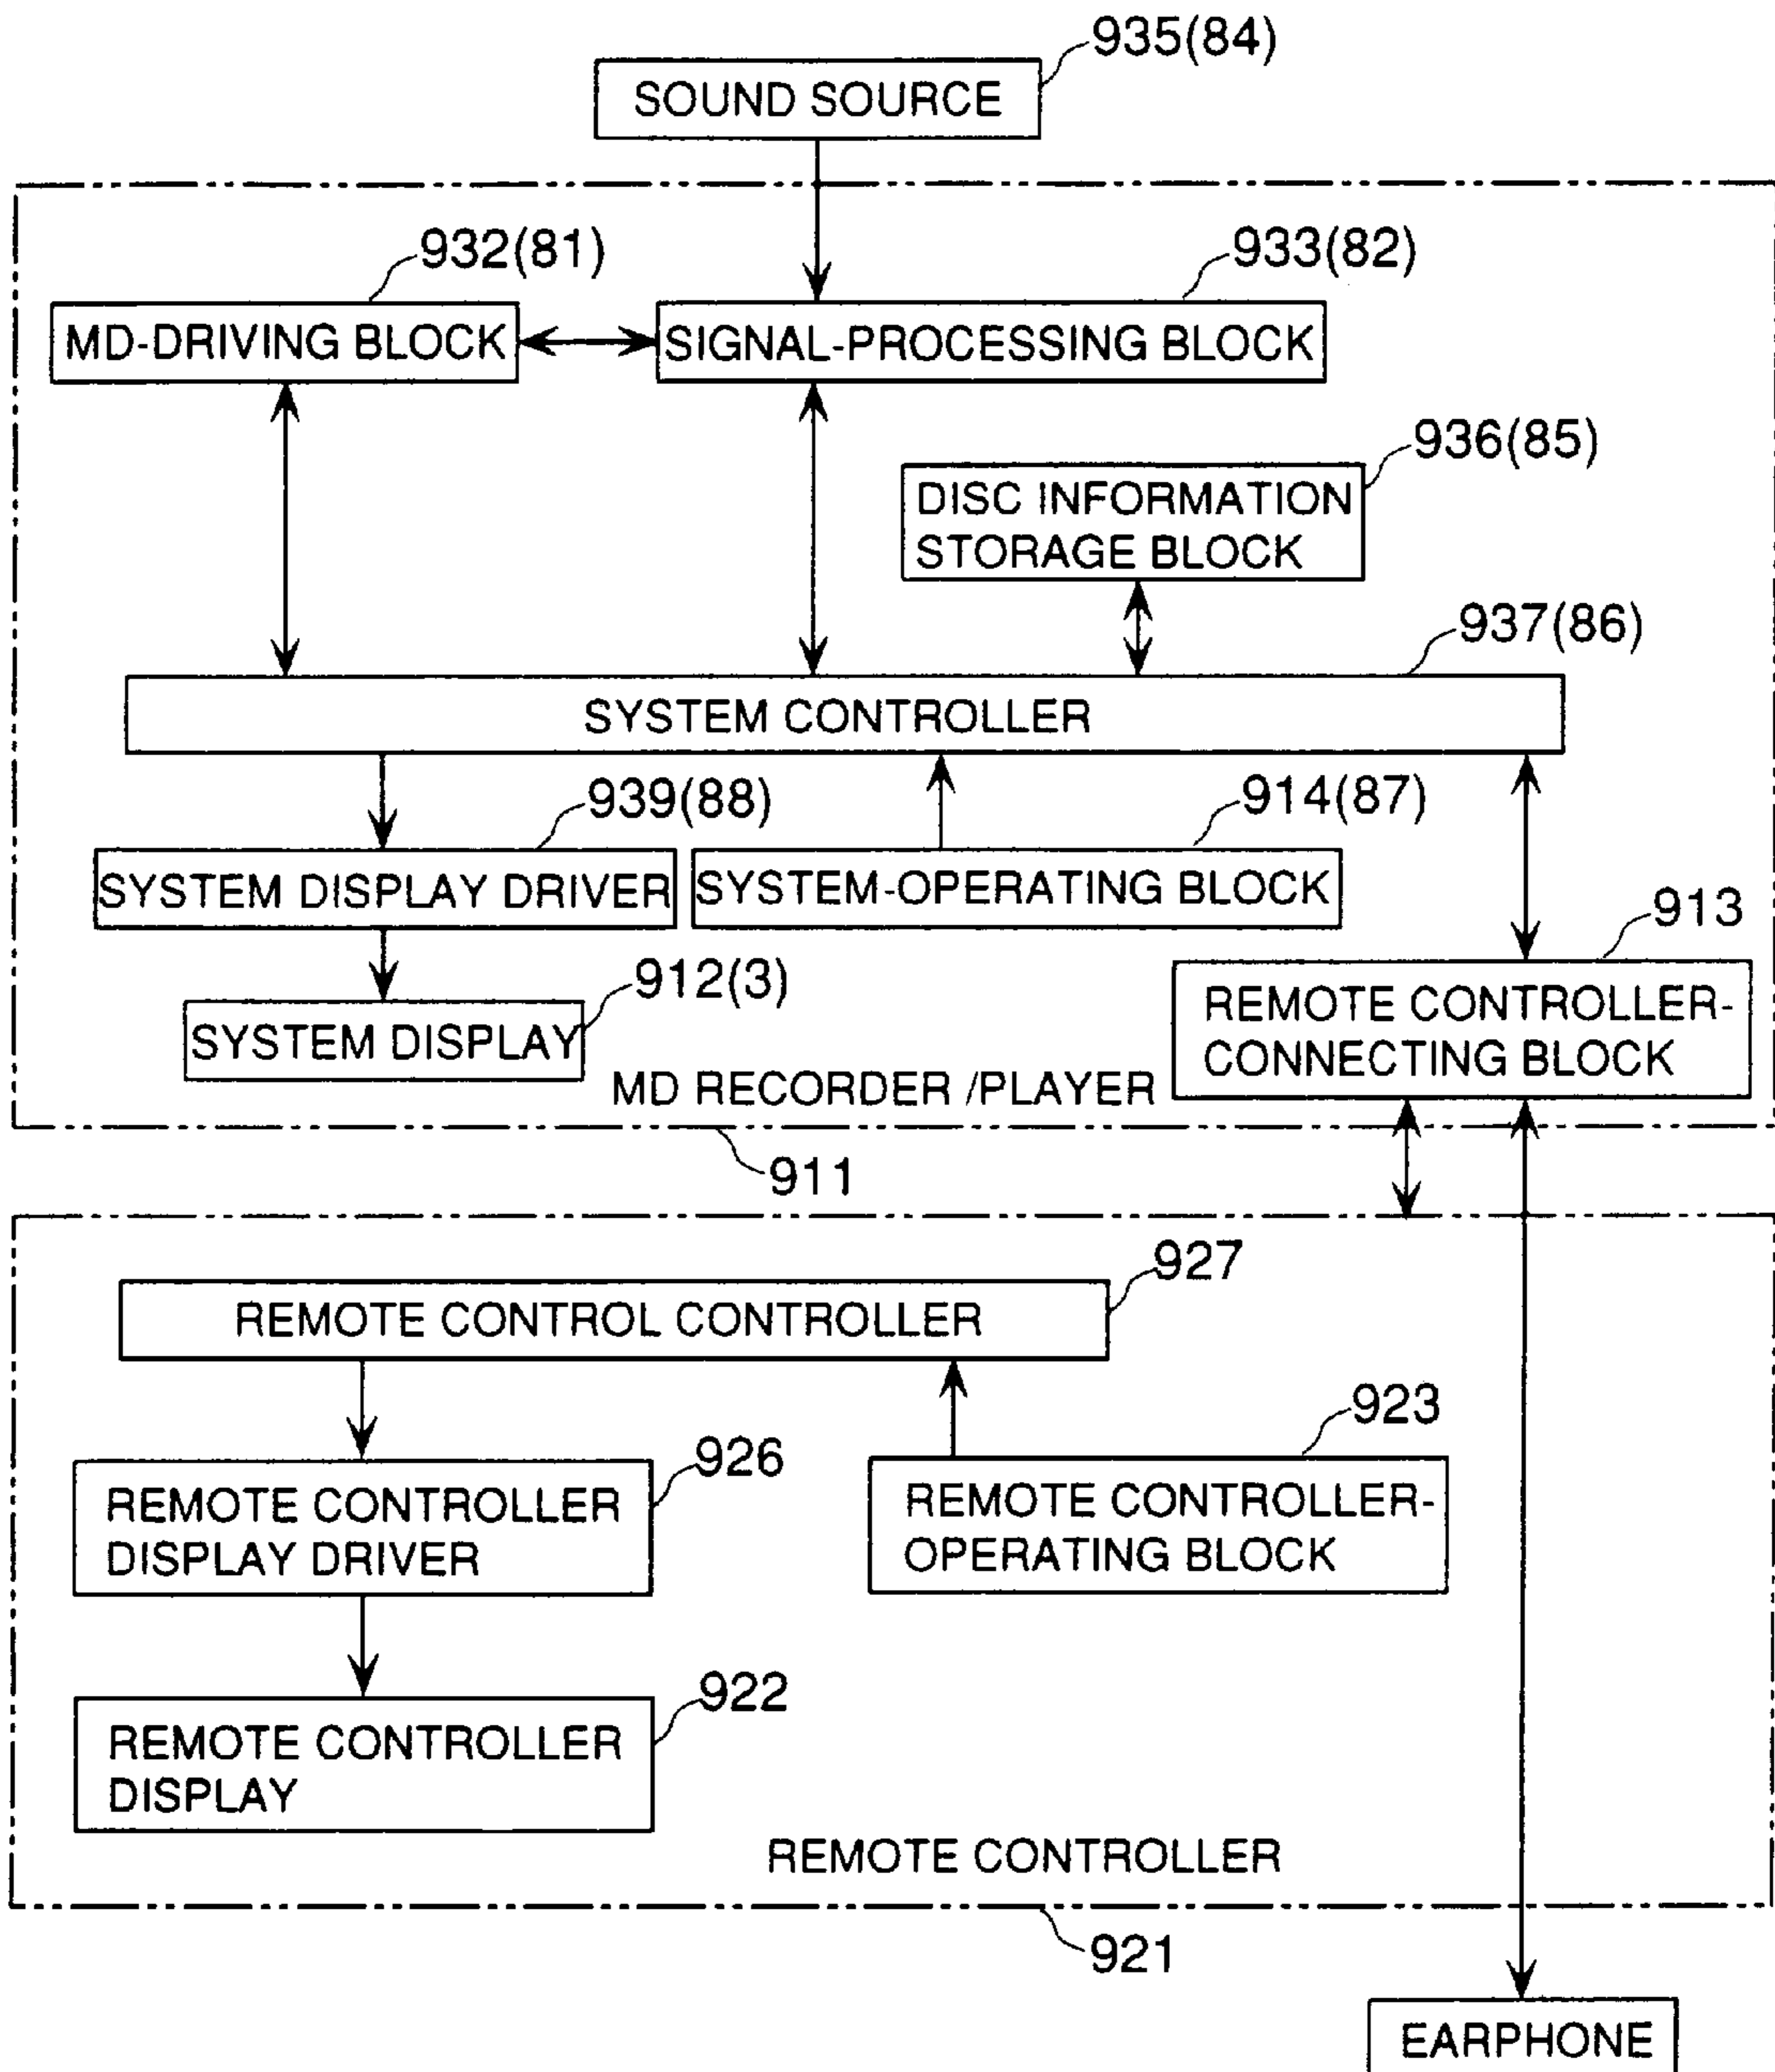 935(84)
SOUND SOURCE
932(81)
933(82)
MD-DRIVING BLOCK
SIGNAL-PROCESSING BLOCK
936(85)
DISC INFORMATION
STORAGE BLOCK
937(86)
SYSTEM CONTROLLER
939(88)
914(87)
SYSTEM DISPLAY DRIVER
SYSTEM-OPERATING BLOCK
913
912(3)
REMOTE CONTROLLER-
CONNECTING BLOCK
SYSTEM DISPLAY
MD RECORDER /PLAYER
911
927
REMOTE CONTROL CONTROLLER
923
926
REMOTE CONTROLLER
DISPLAY DRIVER
REMOTE CONTROLLER-
OPERATING BLOCK
922
REMOTE CONTROLLER
DISPLAY
REMOTE CONTROLLER
921
EARPHONE